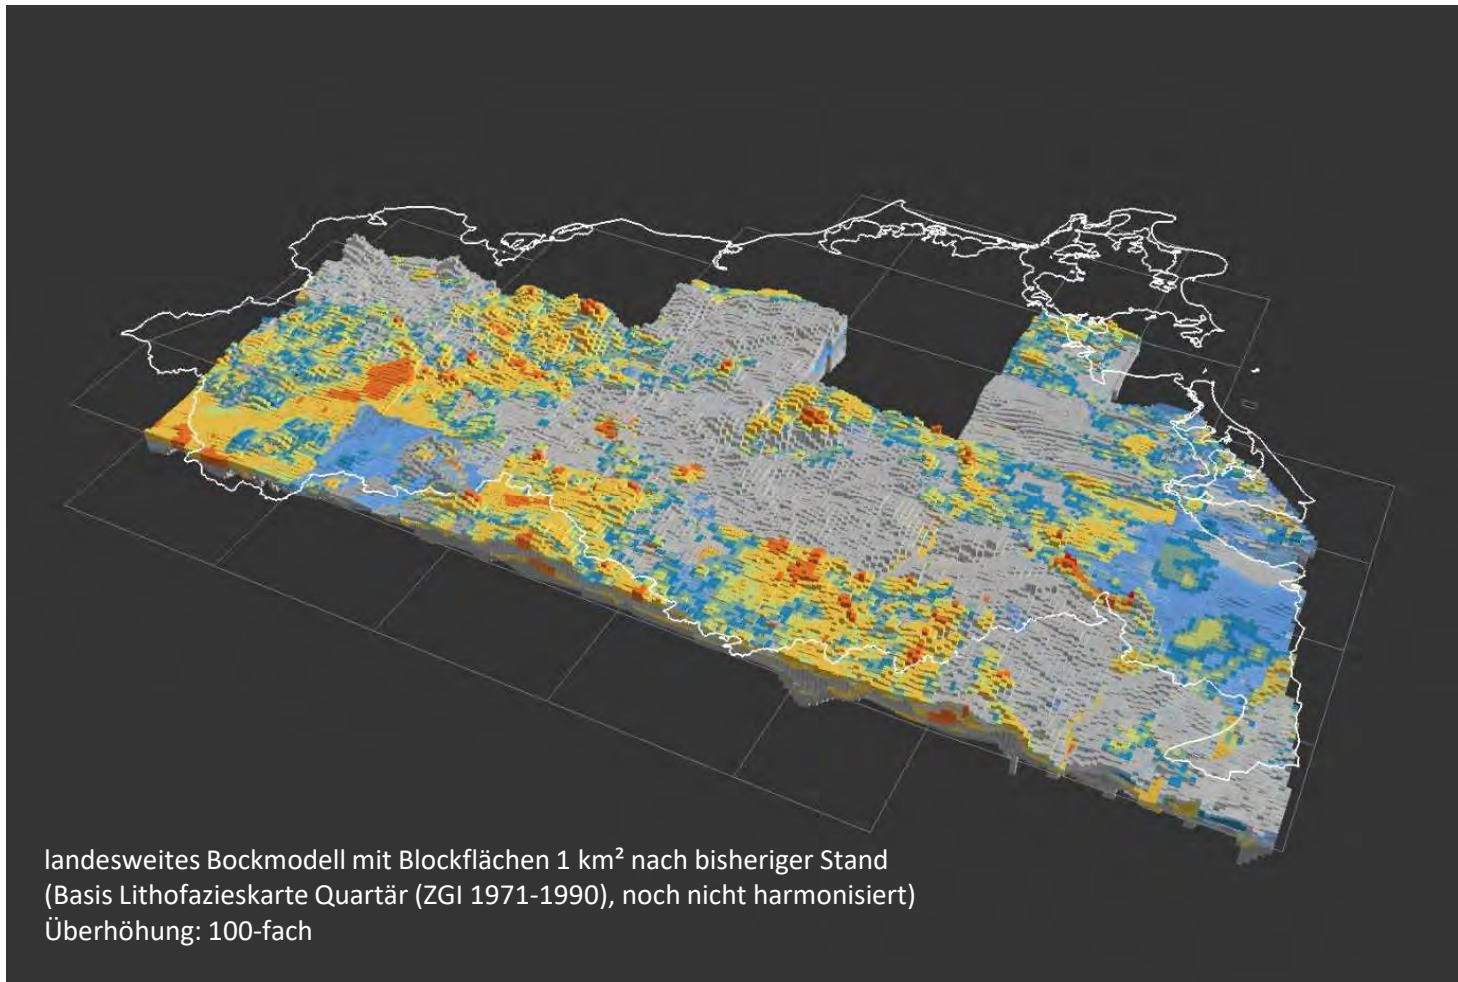 landesweites Bockmodell mit Blockflächen 1 km² nach bisheriger Stand
(Basis Lithofazieskarte Quartär (ZGI 1971-1990), noch nicht harmonisiert)
Überhöhung: 100-fach